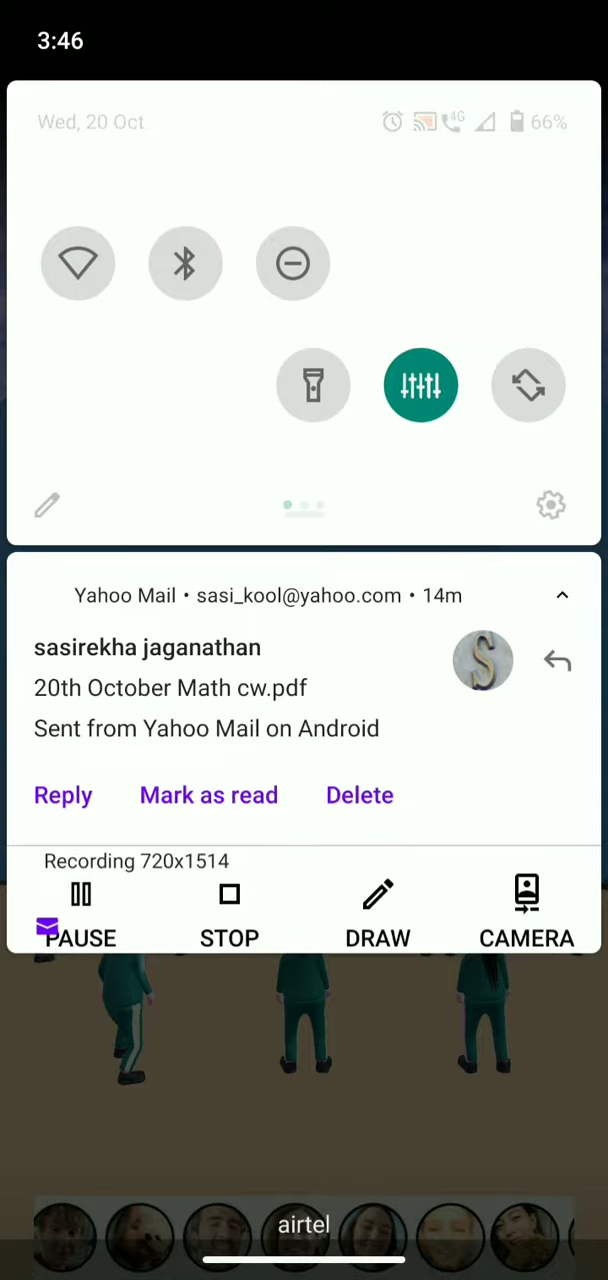 3:46
Wed, 20 Oct
4G
66%
Yahoo Mail • sasi_kool@yahoo.com • 14m
sasirekha jaganathan
S
20th October Math cw.pdf
Sent from Yahoo Mail on Android
Reply Mark as read Delete
Recording 720x1514
PAUSE STOP DRAW CAMERA
airtel